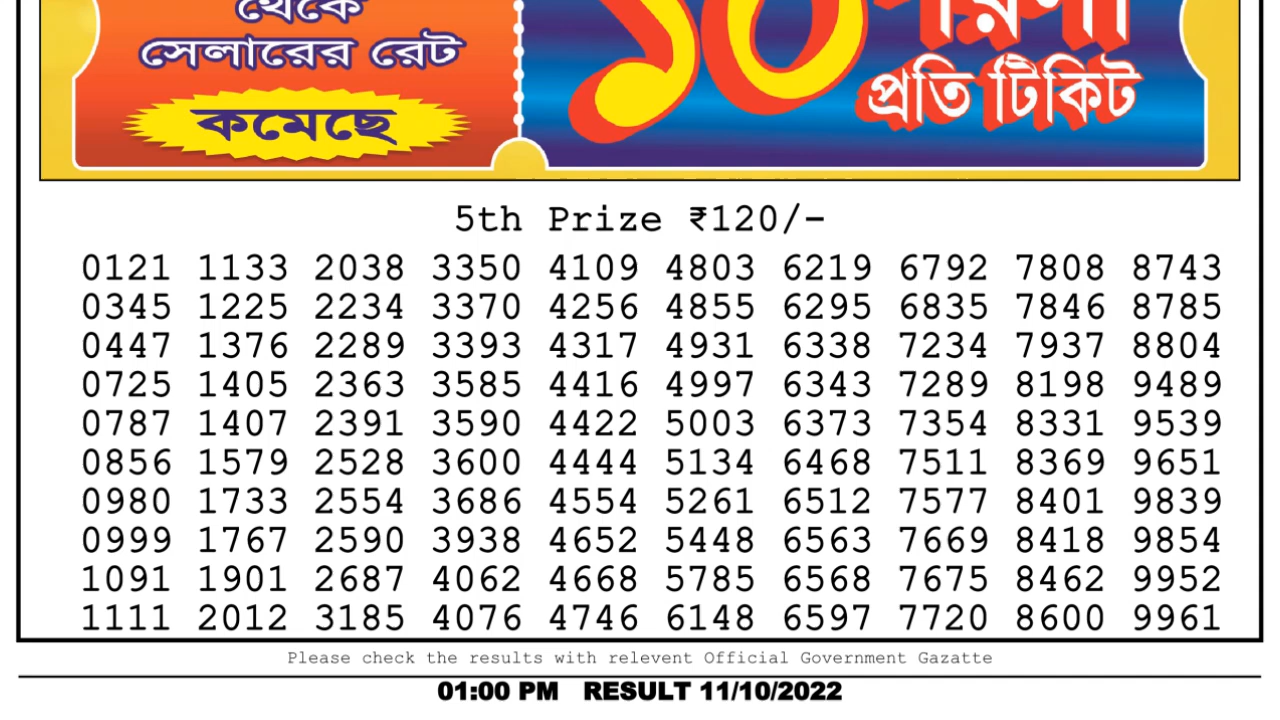 থেকে
সেলারের রেট
কমেছে
১০
পয়সা
প্রতি টিকিট
5th Prize ₹120/-
0121 1133 2038 3350 4109 4803 6219 6792 7808 8743
0345 1225 2234 3370 4256 4855 6295 6835 7846 8785
0447 1376 2289 3393 4317 4931 6338 7234 7937 8804
0725 1405 2363 3585 4416 4997 6343 7289 8198 9489
0787 1407 2391 3590 4422 5003 6373 7354 8331 9539
0856 1579 2528 3600 4444 5134 6468 7511 8369 9651
0980 1733 2554 3686 4554 5261 6512 7577 8401 9839
0999 1767 2590 3938 4652 5448 6563 7669 8418 9854
1091 1901 2687 4062 4668 5785 6568 7675 8462 9952
1111 2012 3185 4076 4746 6148 6597 7720 8600 9961
Please check the results with relevent Official Government Gazatte
01:00 PM RESULT 11/10/2022